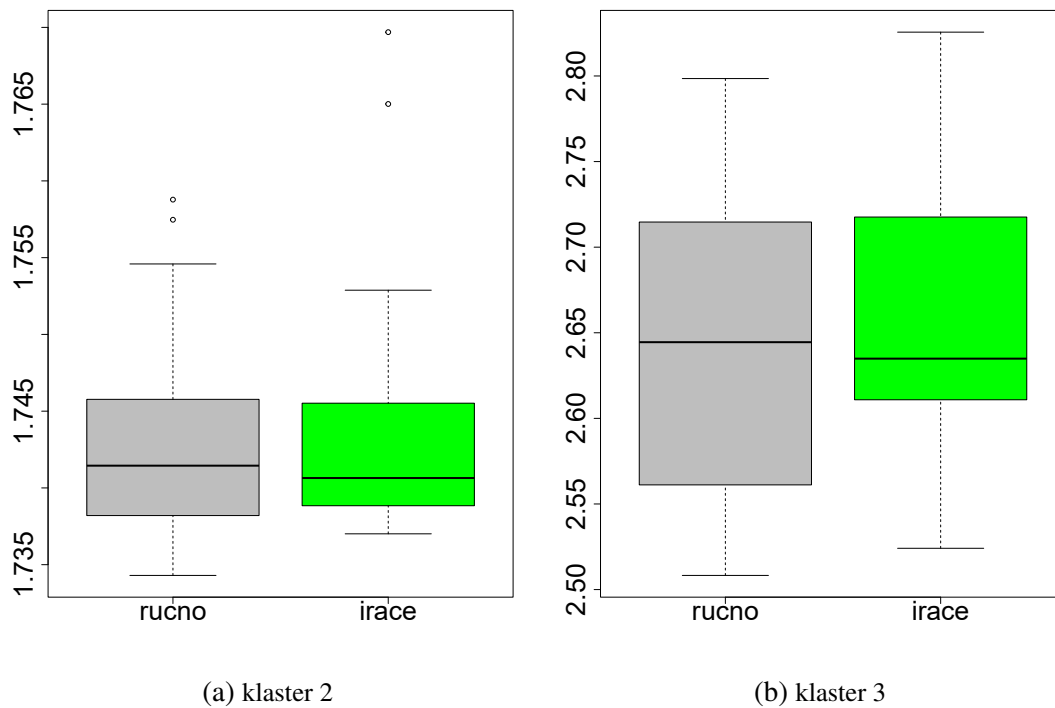 1.765
1.755
1.745
1.735
rucno irace
(a) klaster 2
2.80
2.75
2.70
2.65
2.60
2.55
2.50
rucno irace
(b) klaster 3